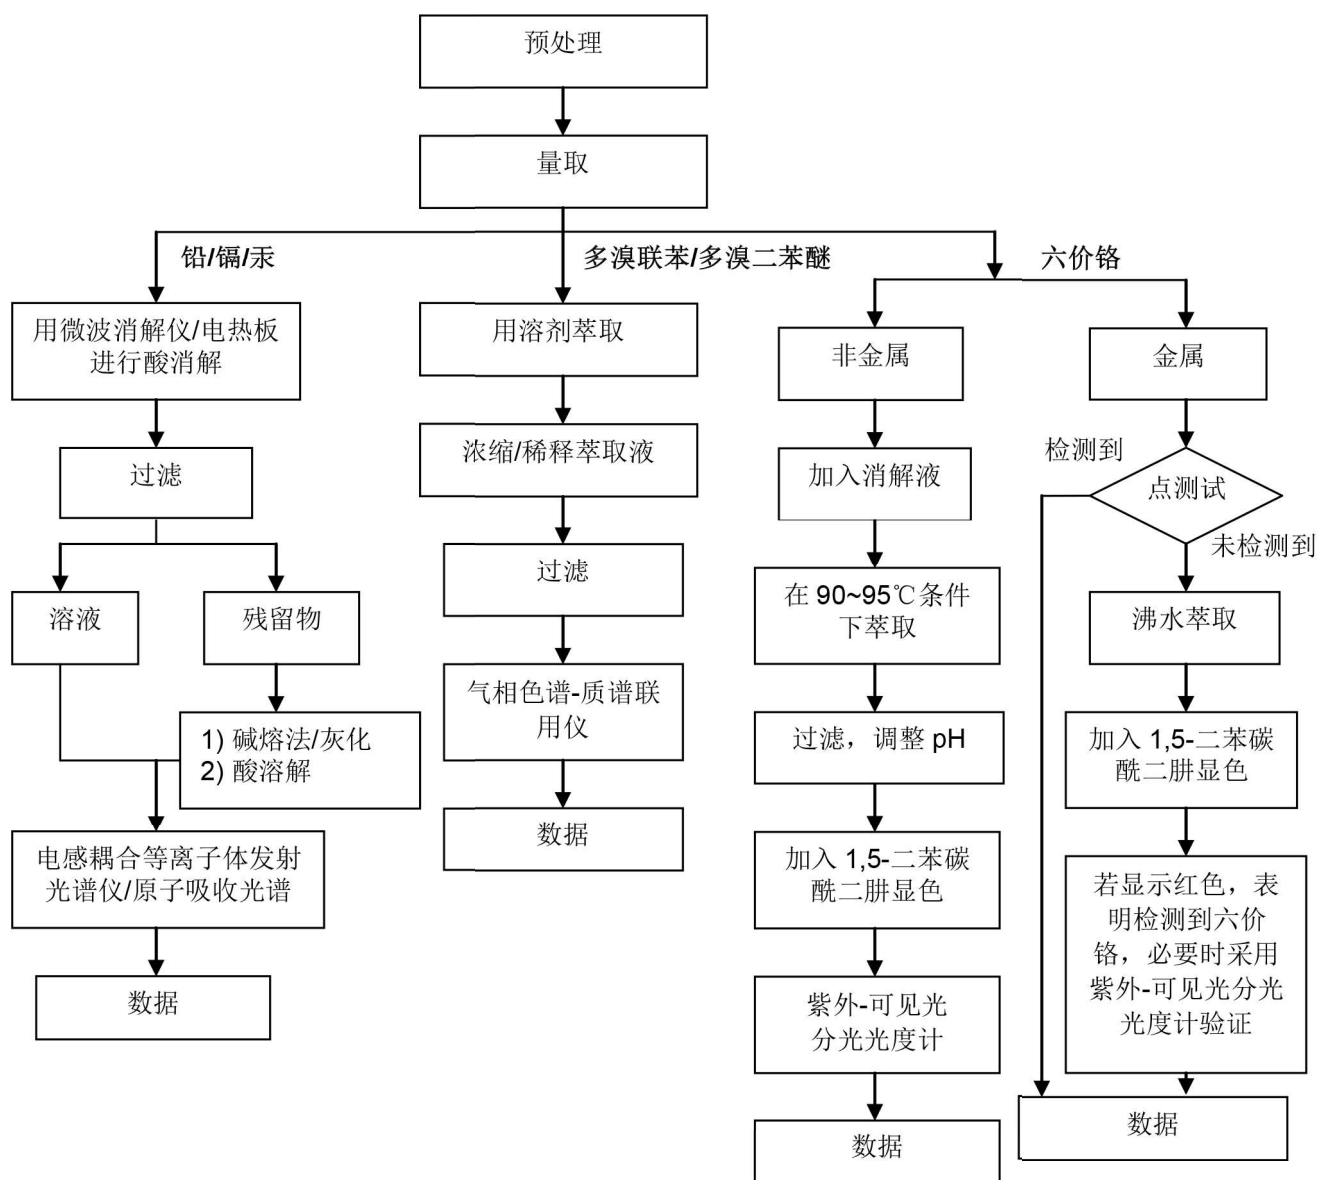 预处理
量取
铅/镉/汞
多溴联苯/多溴二苯醚
六价铬
用微波消解仪/电热板
进行酸消解
过滤
溶液
残留物
1) 碱熔法/灰化
2) 酸溶解
电感耦合等离子体发射
光谱仪/原子吸收光谱
数据
用溶剂萃取
浓缩/稀释萃取液
过滤
气相色谱-质谱联
用仪
数据
非金属
加入消解液
在 90~95℃条件
下萃取
过滤，调整 pH
加入 1,5-二苯碳
酰二肼显色
紫外-可见光
分光光度计
数据
金属
检测到
点测试
未检测到
沸水萃取
加入 1,5-二苯碳
酰二肼显色
若显示红色，表
明检测到六价
铬，必要时采用
紫外-可见光分光
光度计验证
数据